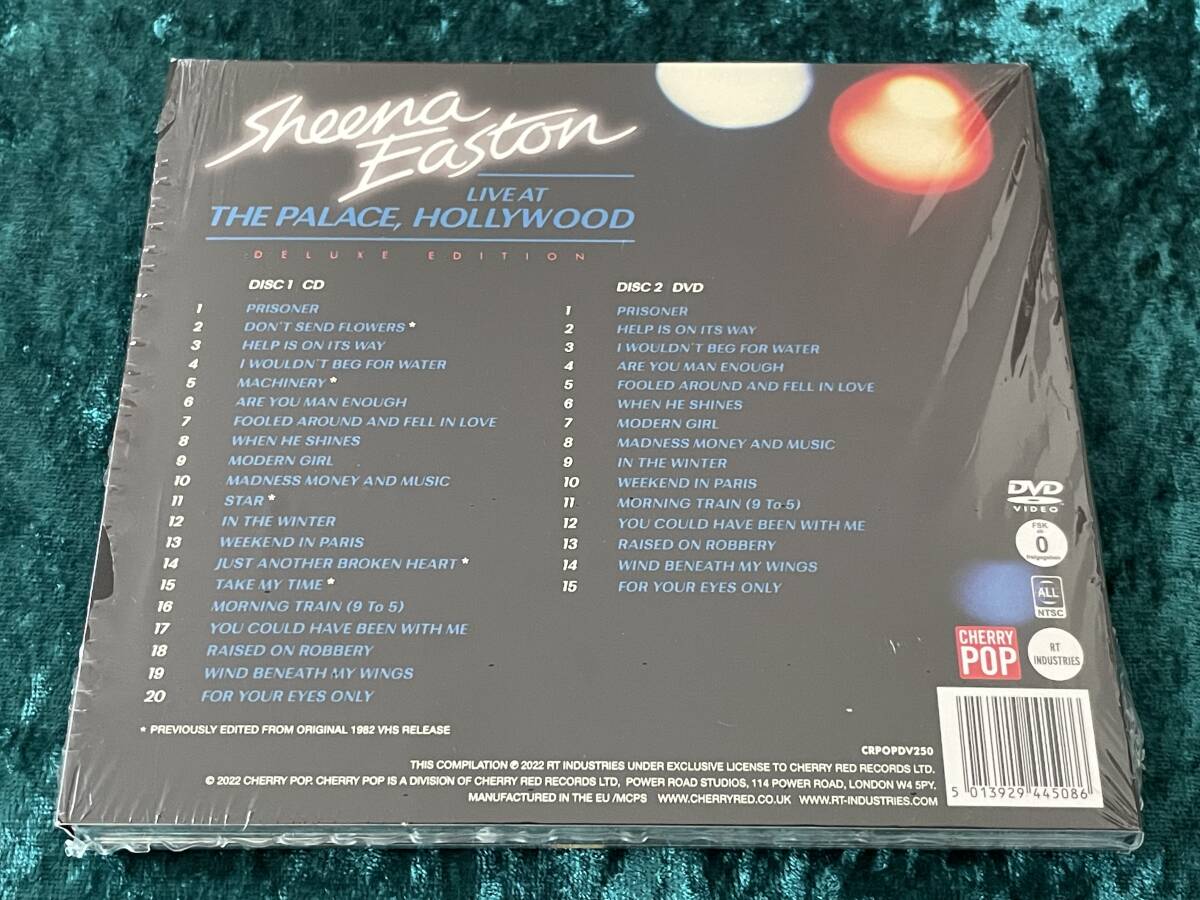 Sheena
Easton
LIVE AT
THE PALACE, HOLLYWOOD
DELUXE EDITION
DISC 1 CD
1 PRISONER
2 DON'T SEND FLOWERS *
3 HELP IS ON ITS WAY
4 I WOULDN'T BEG FOR WATER
5 MACHINERY *
6 ARE YOU MAN ENOUGH
7 FOOLED AROUND AND FELL IN LOVE
8 WHEN HE SHINES
9 MODERN GIRL
10 MADNESS MONEY AND MUSIC
11 STAR *
12 IN THE WINTER
13 WEEKEND IN PARIS
14 JUST ANOTHER BROKEN HEART *
15 TAKE MY TIME *
16 MORNING TRAIN (9 To 5)
17 YOU COULD HAVE BEEN WITH ME
18 RAISED ON ROBBERY
19 WIND BENEATH MY WINGS
20 FOR YOUR EYES ONLY
* PREVIOUSLY EDITED FROM ORIGINAL 1982 VHS RELEASE
DISC 2 DVD
1 PRISONER
2 HELP IS ON ITS WAY
3 I WOULDN'T BEG FOR WATER
4 ARE YOU MAN ENOUGH
5 FOOLED AROUND AND FELL IN LOVE
6 WHEN HE SHINES
7 MODERN GIRL
8 MADNESS MONEY AND MUSIC
9 IN THE WINTER
10 WEEKEND IN PARIS
11 MORNING TRAIN (9 To 5)
12 YOU COULD HAVE BEEN WITH ME
13 RAISED ON ROBBERY
14 WIND BENEATH MY WINGS
15 FOR YOUR EYES ONLY
DVD
VIDEO
FSK
ab
0
freigegeben
ALL
NTSC
CHERRY
POP
RT
INDUSTRIES
CRPOPDV250
THIS COMPILATION ℗ 2022 RT INDUSTRIES UNDER EXCLUSIVE LICENSE TO CHERRY RED RECORDS LTD.
© 2022 CHERRY POP. CHERRY POP IS A DIVISION OF CHERRY RED RECORDS LTD, POWER ROAD STUDIOS, 114 POWER ROAD, LONDON W4 5PY.
MANUFACTURED IN THE EU /MCPS WWW.CHERRYRED.CO.UK WWW.RT-INDUSTRIES.COM
5 013929 445086